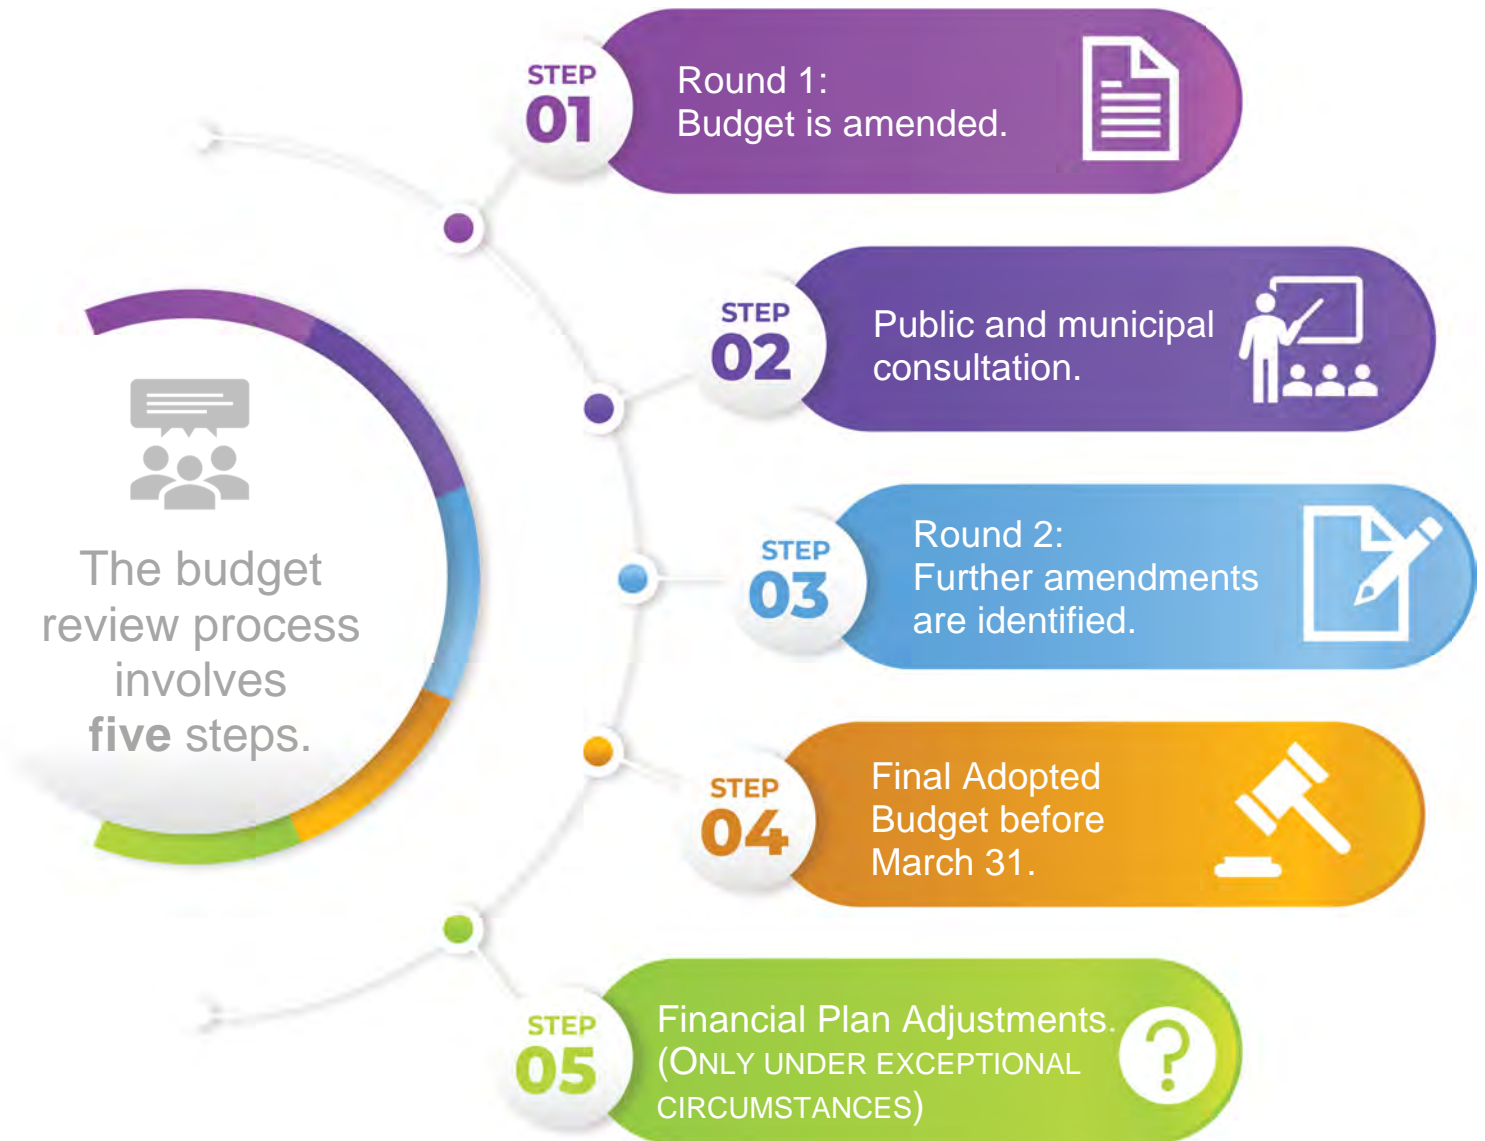 STEP
01
Round 1:
Budget is amended.
STEP
02
Public and municipal
consultation.
The budget
review process
involves
five steps.
STEP
03
Round 2:
Further amendments
are identified.
STEP
04
Final Adopted
Budget before
March 31.
STEP
05
Financial Plan Adjustments.
(ONLY UNDER EXCEPTIONAL
CIRCUMSTANCES)